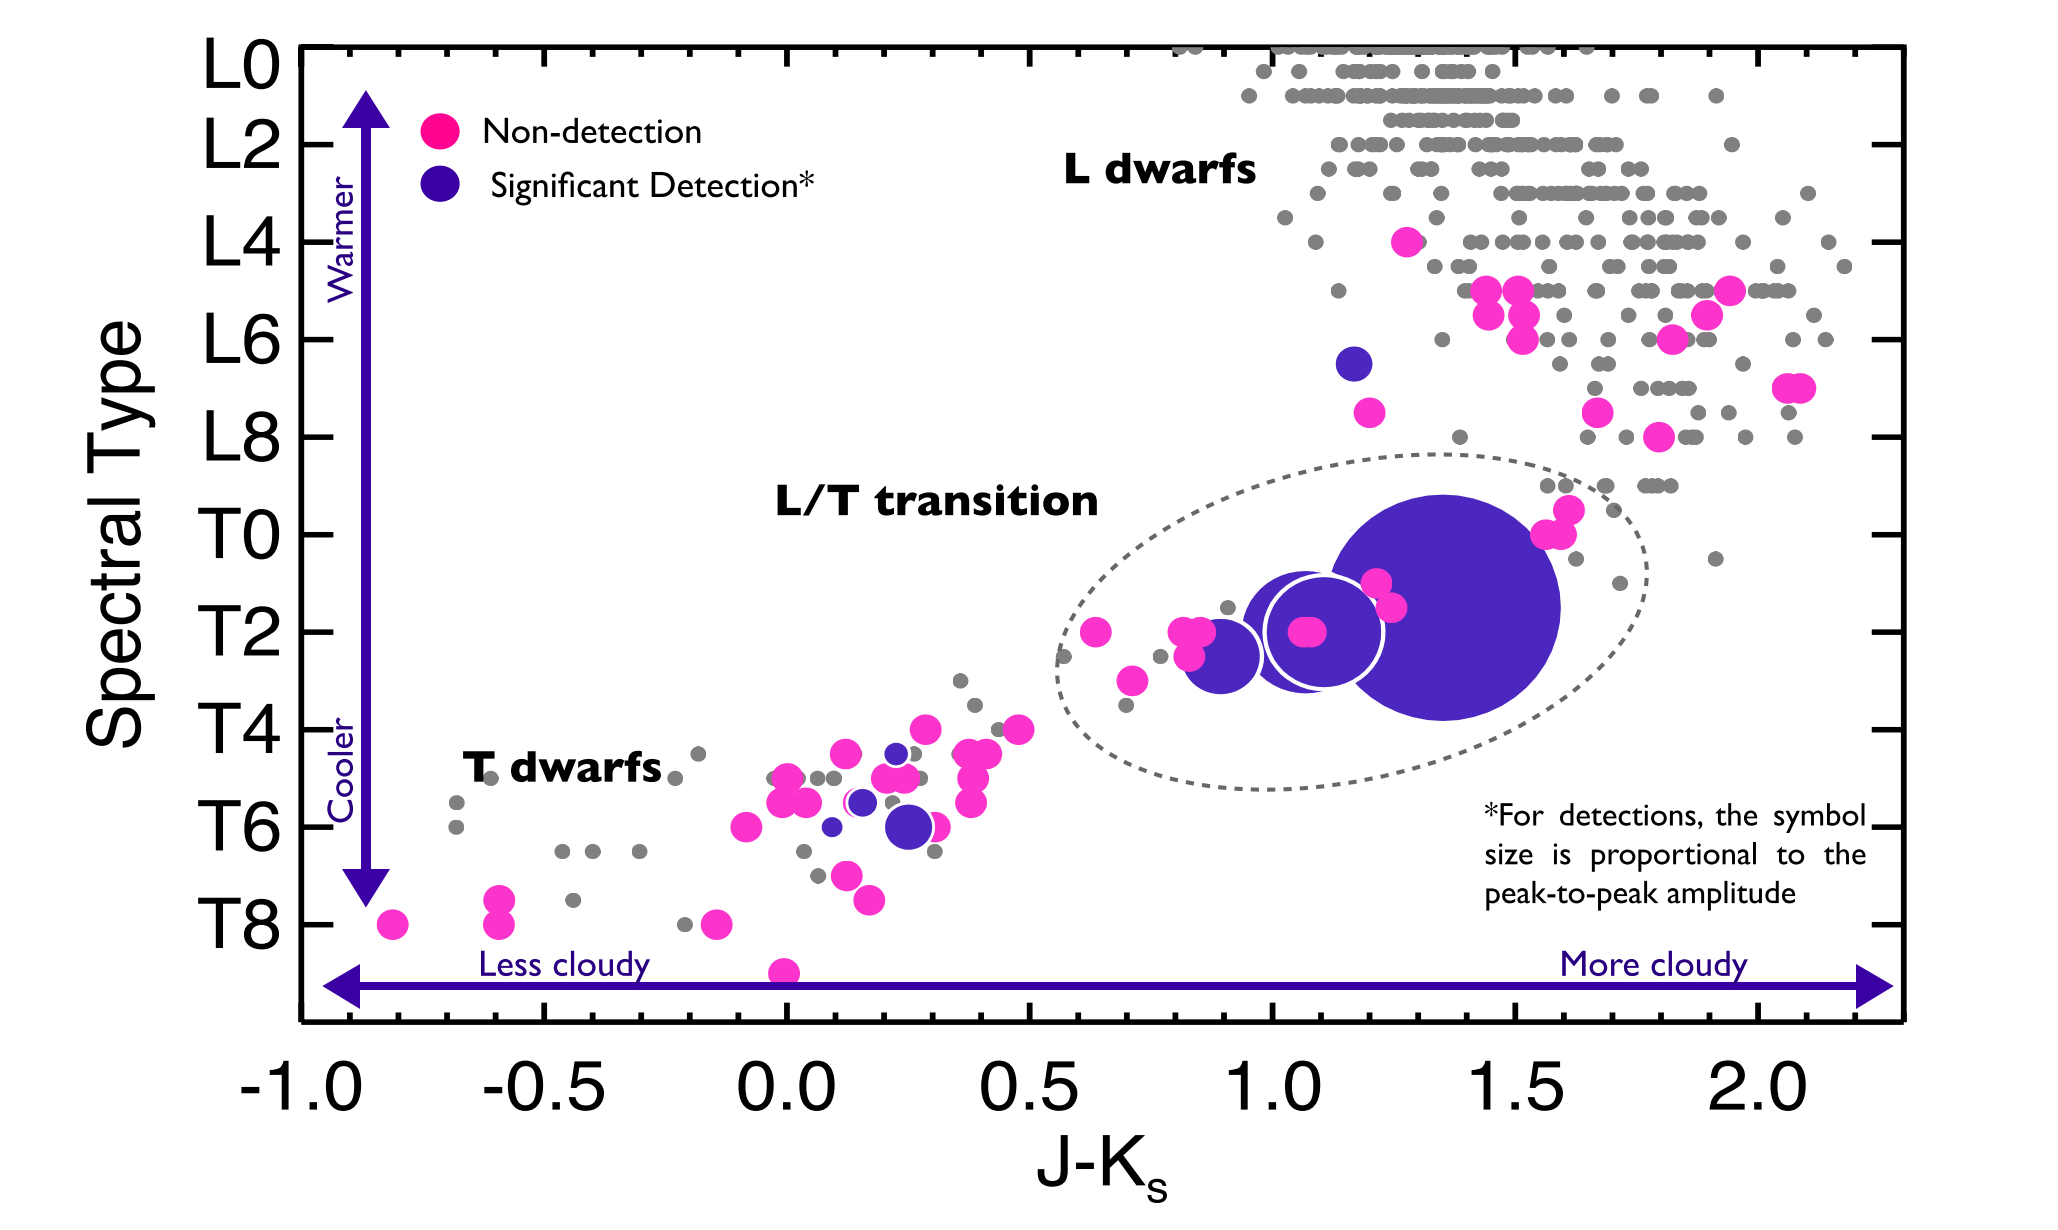 L0
L2
L4
L6
L8
T0
T2
T4
T6
T8
Spectral Type
Warmer
Cooler
Non-detection
Significant Detection*
L dwarfs
L/T transition
T dwarfs
*For detections, the symbol
size is proportional to the
peak-to-peak amplitude
Less cloudy
More cloudy
-1.0 -0.5 0.0 0.5 1.0 1.5 2.0
J-Ks